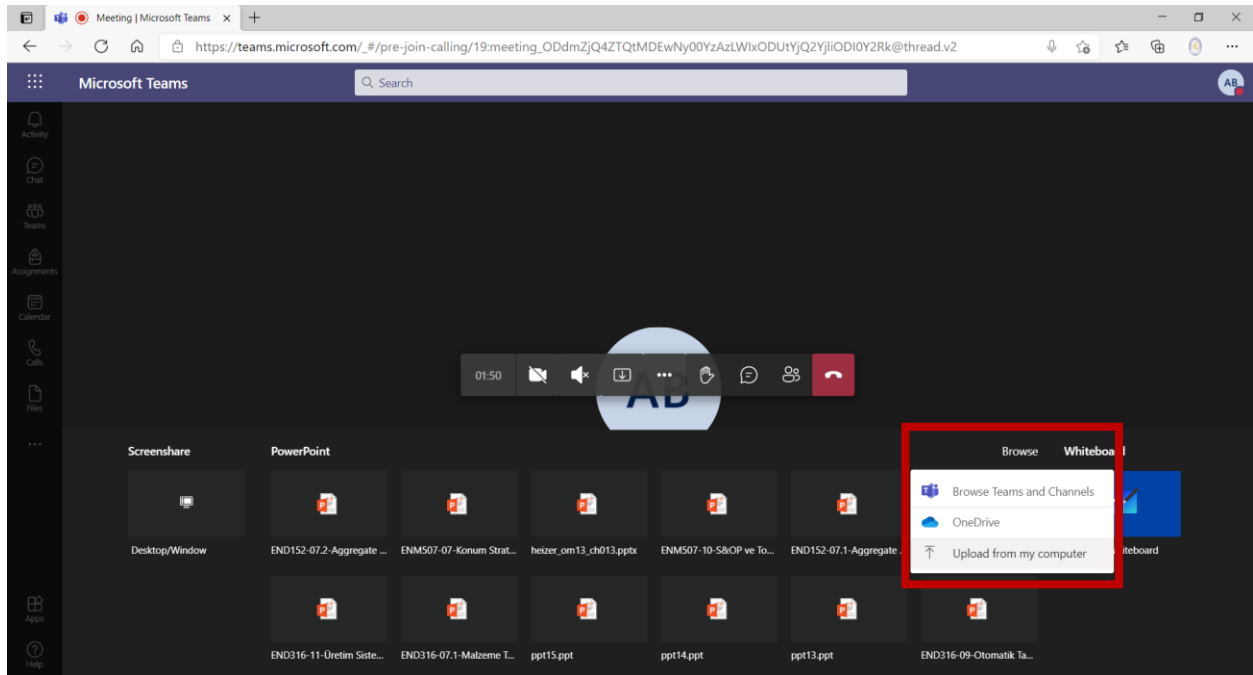 Meeting | Microsoft Teams
https://teams.microsoft.com/_#/pre-join-calling/19:meeting_ODdmZjQ4ZTQtMDEwNy00YzAzLWIxODUtYjQ2YjliODI0Y2Rk@thread.v2
Microsoft Teams
Search
AB
Activity
Chat
Teams
Assignments
Calendar
Calls
Files
01:50
AB
Screenshare
PowerPoint
Browse
Whiteboard
Browse Teams and Channels
OneDrive
Upload from my computer
Desktop/Window
END152-07.2-Aggregate ...
ENM507-07-Konum Strat...
heizer_om13_ch013.pptx
ENM507-10-S&OP ve To...
END152-07.1-Aggregate .
iteboard
END316-11-Üretim Siste...
END316-07.1-Malzeme T...
ppt15.ppt
ppt14.ppt
ppt13.ppt
END316-09-Otomatik Ta...
Apps
Help